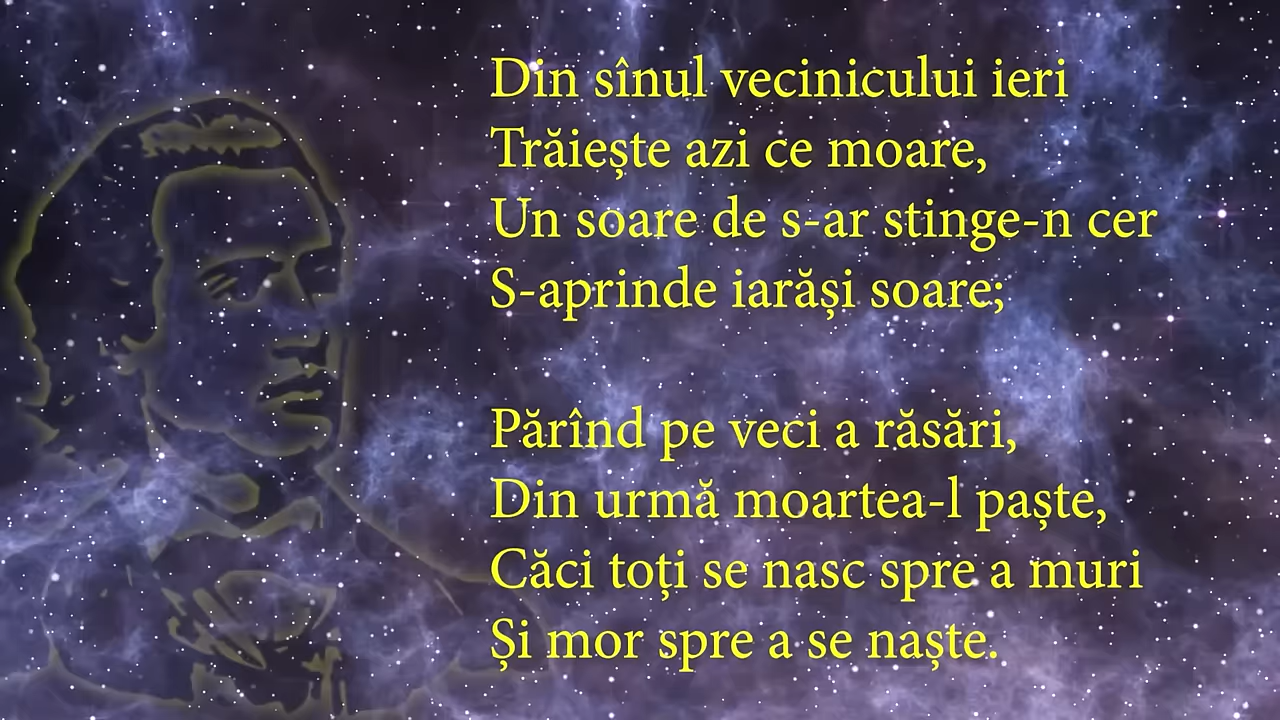 Din sînul vecinicului ieri
Trăiește azi ce moare,
Un soare de s-ar stinge-n cer
S-aprinde iarăși soare;
Părînd pe veci a răsări,
Din urmă moartea-l paște,
Căci toți se nasc spre a muri
Și mor spre a se naște.